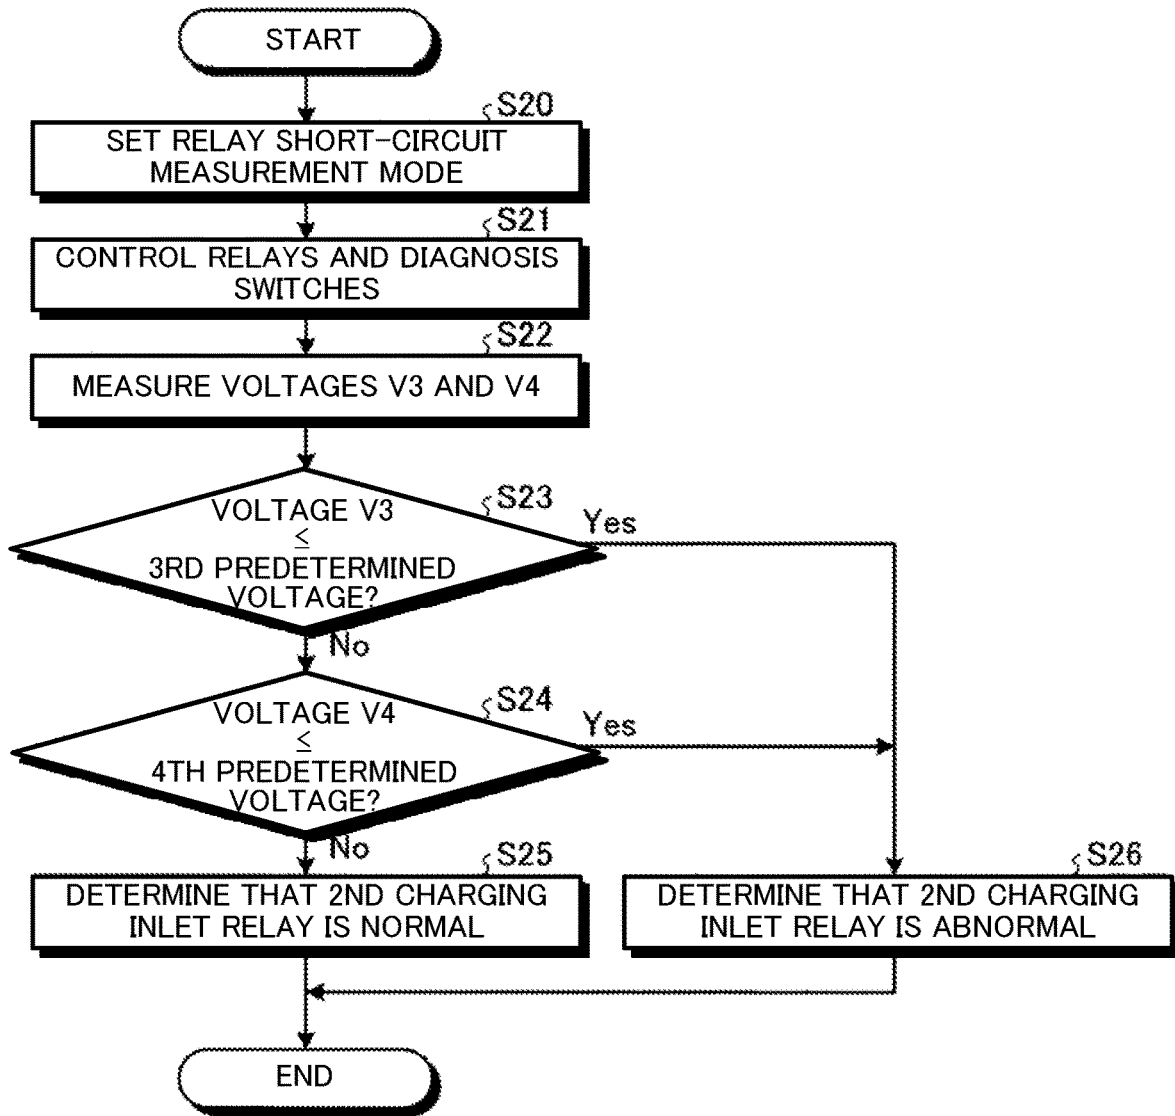 START
S20
SET RELAY SHORT-CIRCUIT
MEASUREMENT MODE
S21
CONTROL RELAYS AND DIAGNOSIS
SWITCHES
S22
MEASURE VOLTAGES V3 AND V4
S23
VOLTAGE V3
≤
3RD PREDETERMINED
VOLTAGE?
Yes
No
S24
VOLTAGE V4
≤
4TH PREDETERMINED
VOLTAGE?
Yes
No
S25
DETERMINE THAT 2ND CHARGING
INLET RELAY IS NORMAL
S26
DETERMINE THAT 2ND CHARGING
INLET RELAY IS ABNORMAL
END